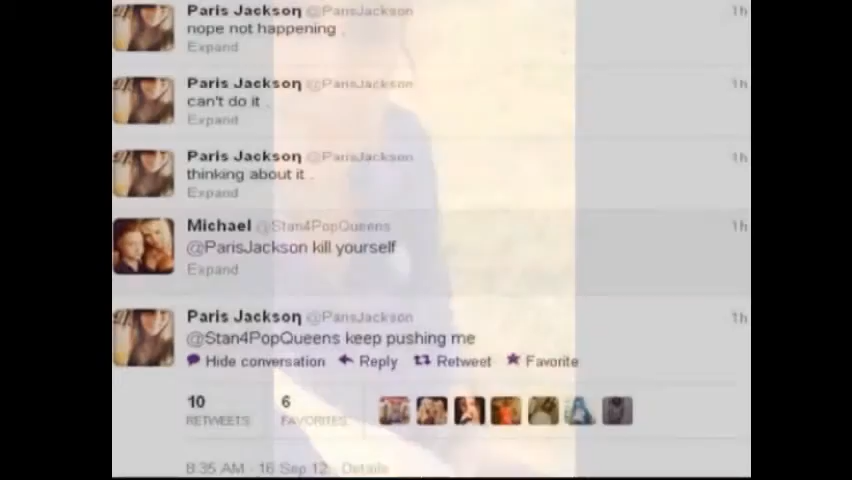 Paris Jackson @ParisJackson 1h
nope not happening .
Expand
Paris Jackson @ParisJackson 1h
can't do it .
Expand
Paris Jackson @ParisJackson 1h
thinking about it .
Expand
Michael @Stan4PopQueens 1h
@ParisJackson kill yourself
Expand
Paris Jackson @ParisJackson 1h
@Stan4PopQueens keep pushing me
Hide conversation Reply Retweet Favorite
10 6
RETWEETS FAVORITES
8:35 AM - 16 Sep 12 · Details